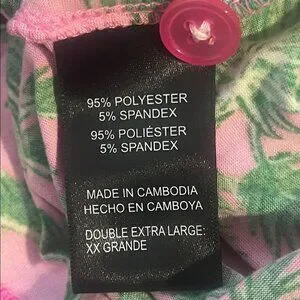 95% POLYESTER
5% SPANDEX
95% POLIÉSTER
5% SPANDEX
MADE IN CAMBODIA
HECHO EN CAMBOYA
DOUBLE EXTRA LARGE:
XX GRANDE